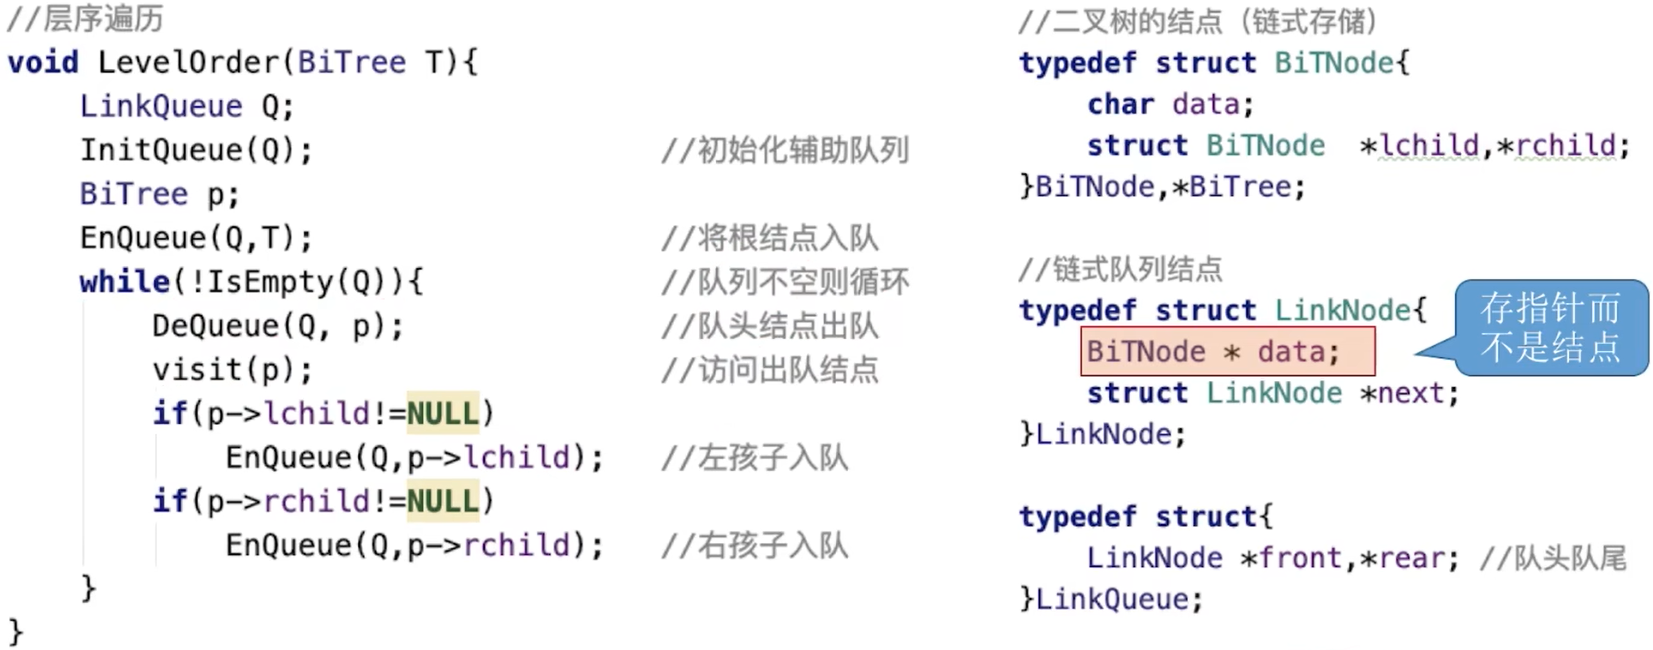 //层序遍历
void LevelOrder(BiTree T){
    LinkQueue Q;
    InitQueue(Q);                   //初始化辅助队列
    BiTree p;
    EnQueue(Q,T);                   //将根结点入队
    while(!IsEmpty(Q)){             //队列不空则循环
        DeQueue(Q, p);              //队头结点出队
        visit(p);                   //访问出队结点
        if(p->lchild!=NULL)
            EnQueue(Q,p->lchild);   //左孩子入队
        if(p->rchild!=NULL)
            EnQueue(Q,p->rchild);   //右孩子入队
    }
}
//二叉树的结点（链式存储）
typedef struct BiTNode{
    char data;
    struct BiTNode  *lchild,*rchild;
}BiTNode,*BiTree;
//链式队列结点
typedef struct LinkNode{
    BiTNode * data;
    struct LinkNode *next;
}LinkNode;
存指针而
不是结点
typedef struct{
    LinkNode *front,*rear; //队头队尾
}LinkQueue;